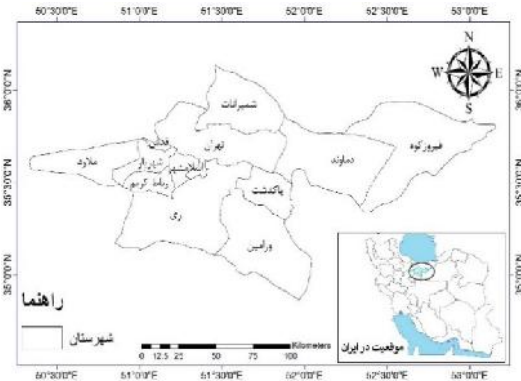 50°30'0"E 51°0'0"E 51°30'0"E 52°0'0"E 52°30'0"E 53°0'0"E
N
W E
S
36°0'0"N
36°0'0"N
35°30'0"N
35°30'0"N
35°0'0"N
35°0'0"N
شمیرانات
تهران
قدس
ملارد
شهریار
اسلامشهر
رباط کریم
ری
پاکدشت
ورامین
دماوند
فیروزکوه
راهنما
شهرستان
0 12.5 25 50 75 100
Kilometers
موقعیت در ایران
50°30'0"E 51°0'0"E 51°30'0"E 52°0'0"E 52°30'0"E 53°0'0"E